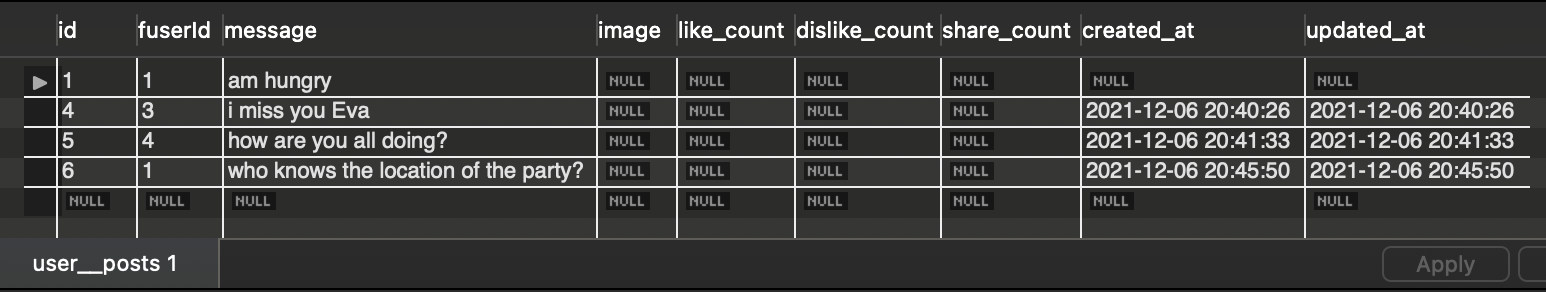 id fuserId message image like_count dislike_count share_count created_at updated_at
1 1 am hungry NULL NULL NULL NULL NULL NULL
4 3 i miss you Eva NULL NULL NULL NULL 2021-12-06 20:40:26 2021-12-06 20:40:26
5 4 how are you all doing? NULL NULL NULL NULL 2021-12-06 20:41:33 2021-12-06 20:41:33
6 1 who knows the location of the party? NULL NULL NULL NULL 2021-12-06 20:45:50 2021-12-06 20:45:50
NULL NULL NULL NULL NULL NULL NULL NULL NULL
user__posts 1 Apply